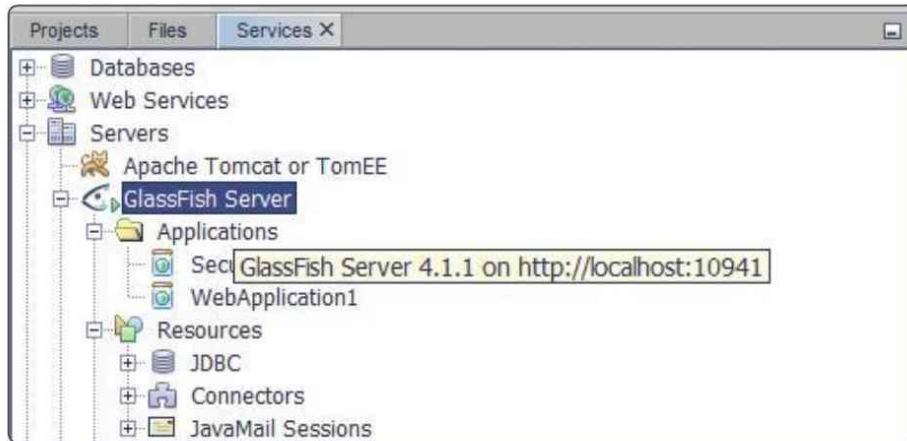 Projects Files Services X
Databases
Web Services
Servers
Apache Tomcat or TomEE
GlassFish Server
Applications
GlassFish Server 4.1.1 on http://localhost:10941
WebApplication1
Resources
JDBC
Connectors
JavaMail Sessions